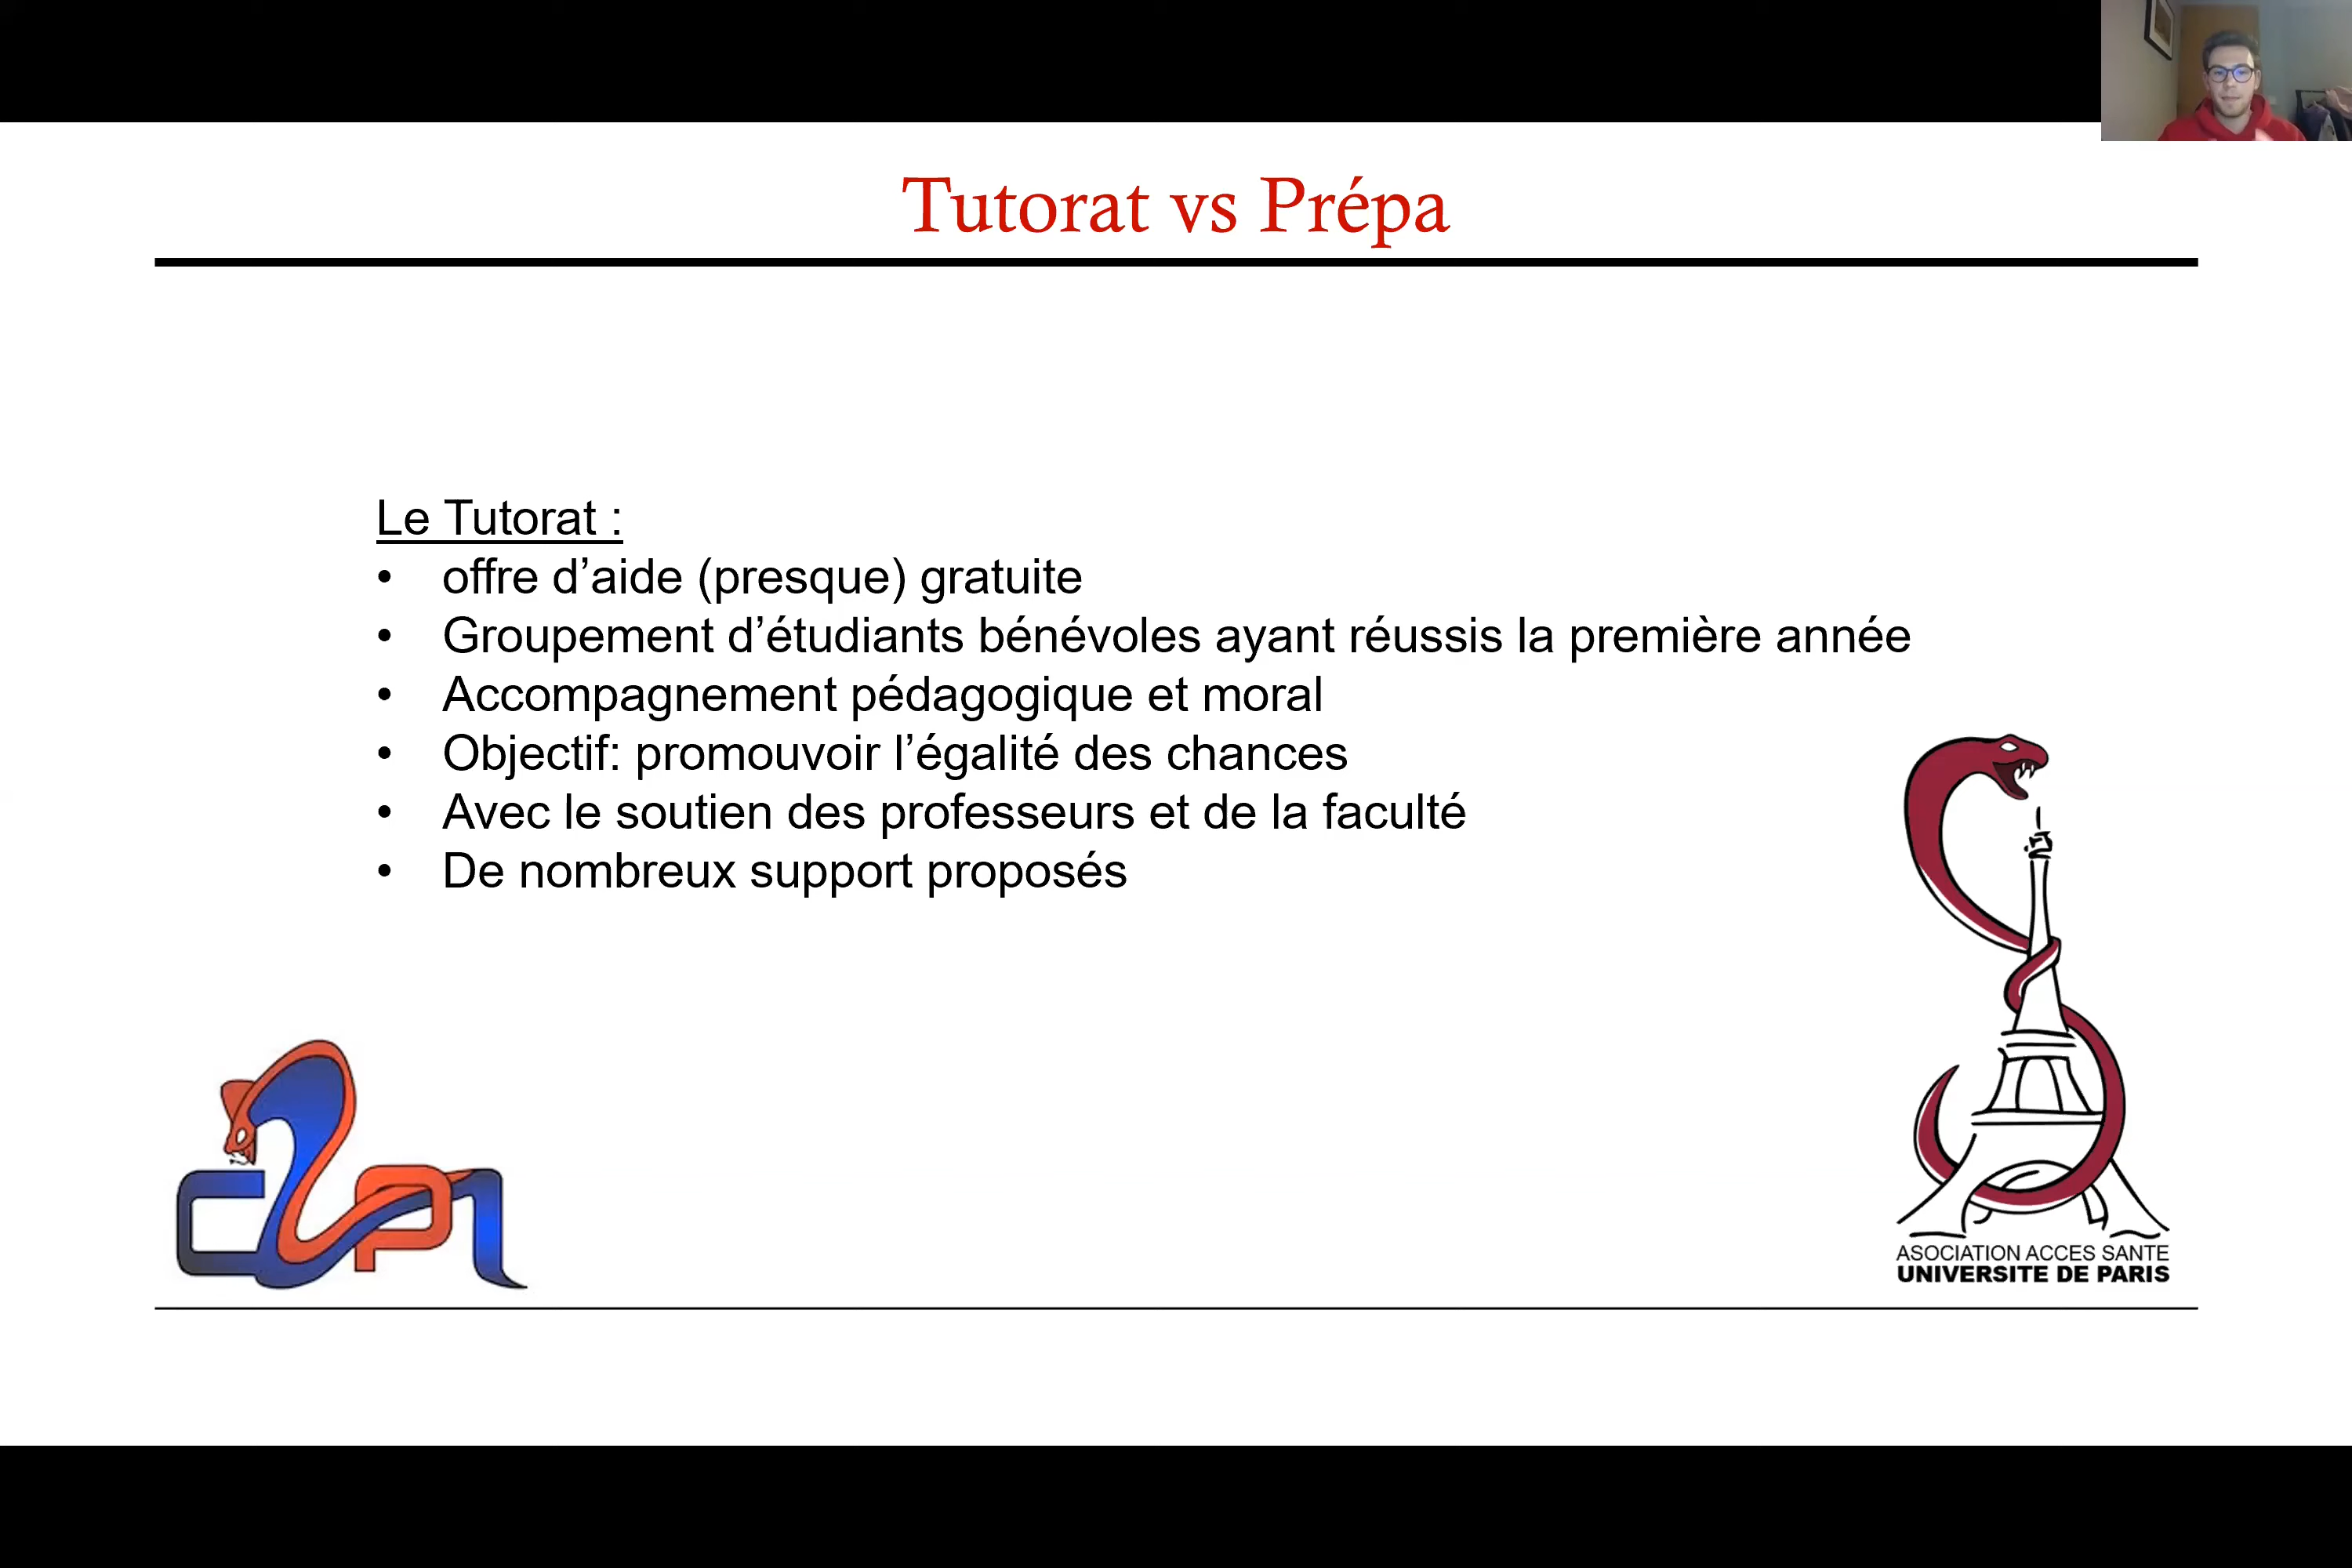 Tutorat vs Prépa
Le Tutorat :
• offre d’aide (presque) gratuite
• Groupement d’étudiants bénévoles ayant réussis la première année
• Accompagnement pédagogique et moral
• Objectif: promouvoir l’égalité des chances
• Avec le soutien des professeurs et de la faculté
• De nombreux support proposés
ASOCIATION ACCES SANTE
UNIVERSITE DE PARIS